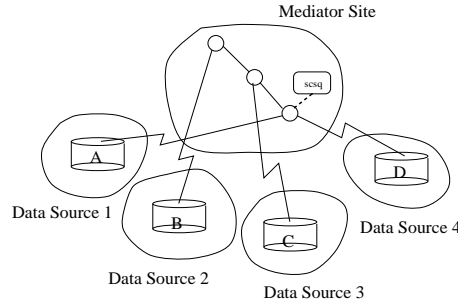 Mediator Site
scsq
A
D
Data Source 1
B
C
Data Source 4
Data Source 2
Data Source 3